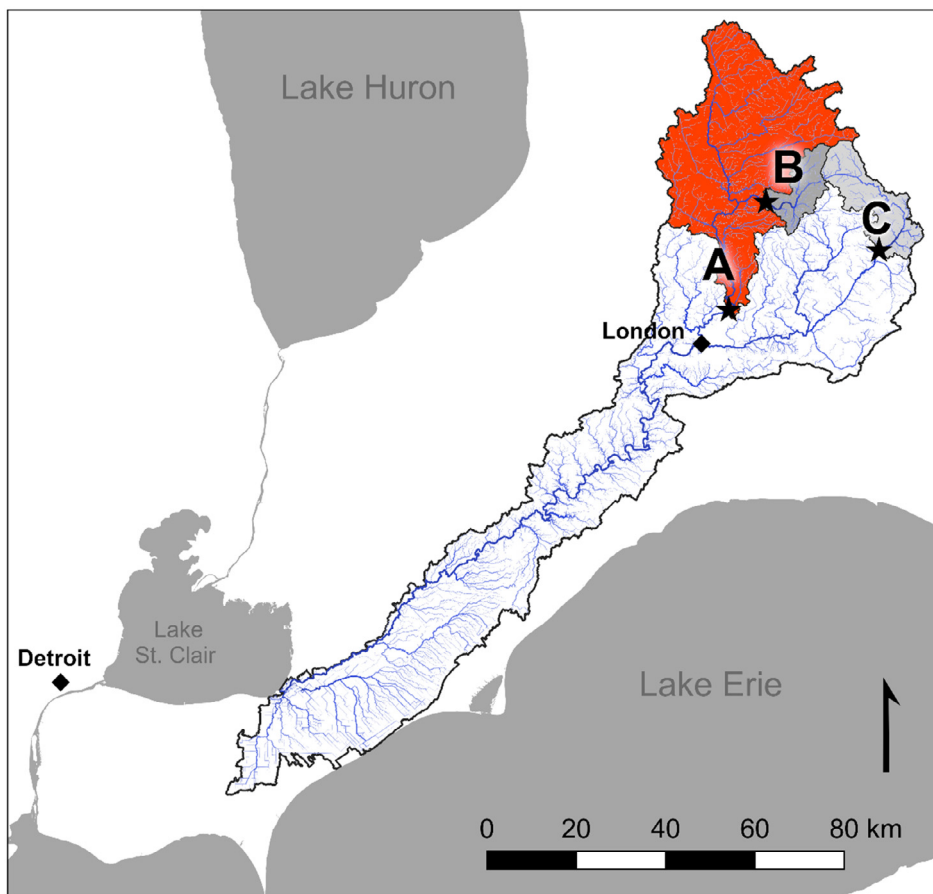 Lake Huron
B
C
A
London
Lake
St. Clair
Detroit
Lake Erie
0 20 40 60 80 km